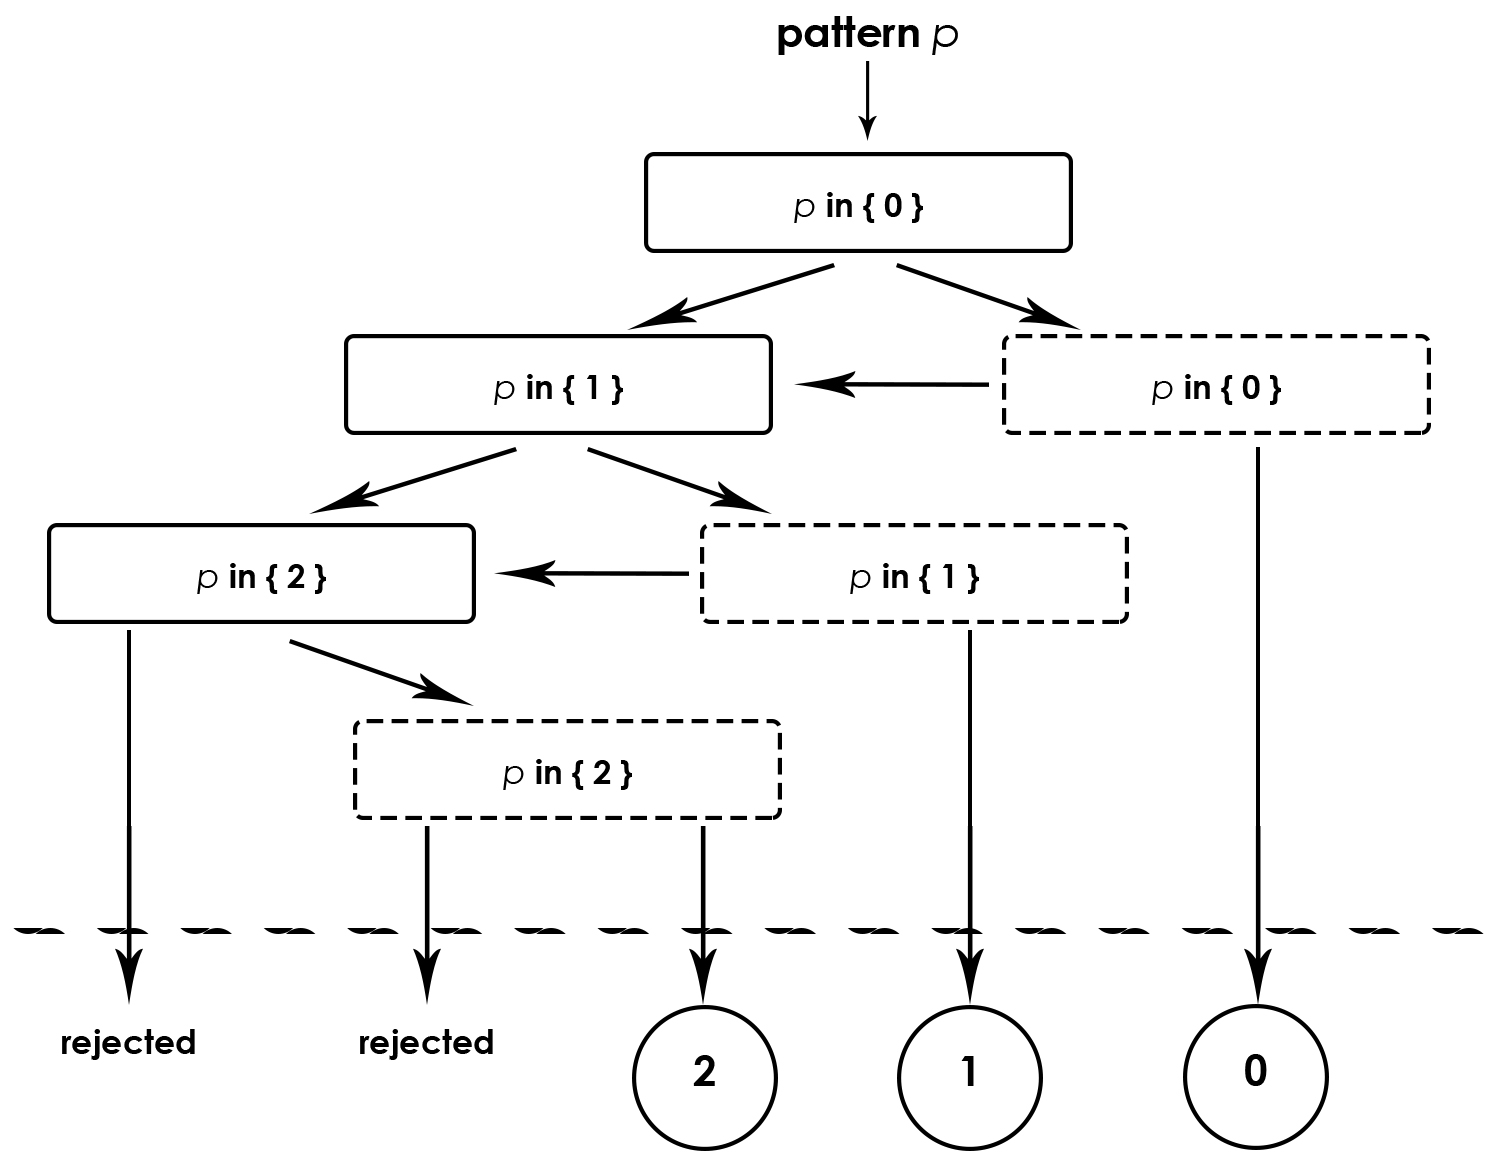 pattern p
p in { 0 }
p in { 1 }
p in { 0 }
p in { 2 }
p in { 1 }
p in { 2 }
rejected
rejected
2
1
0